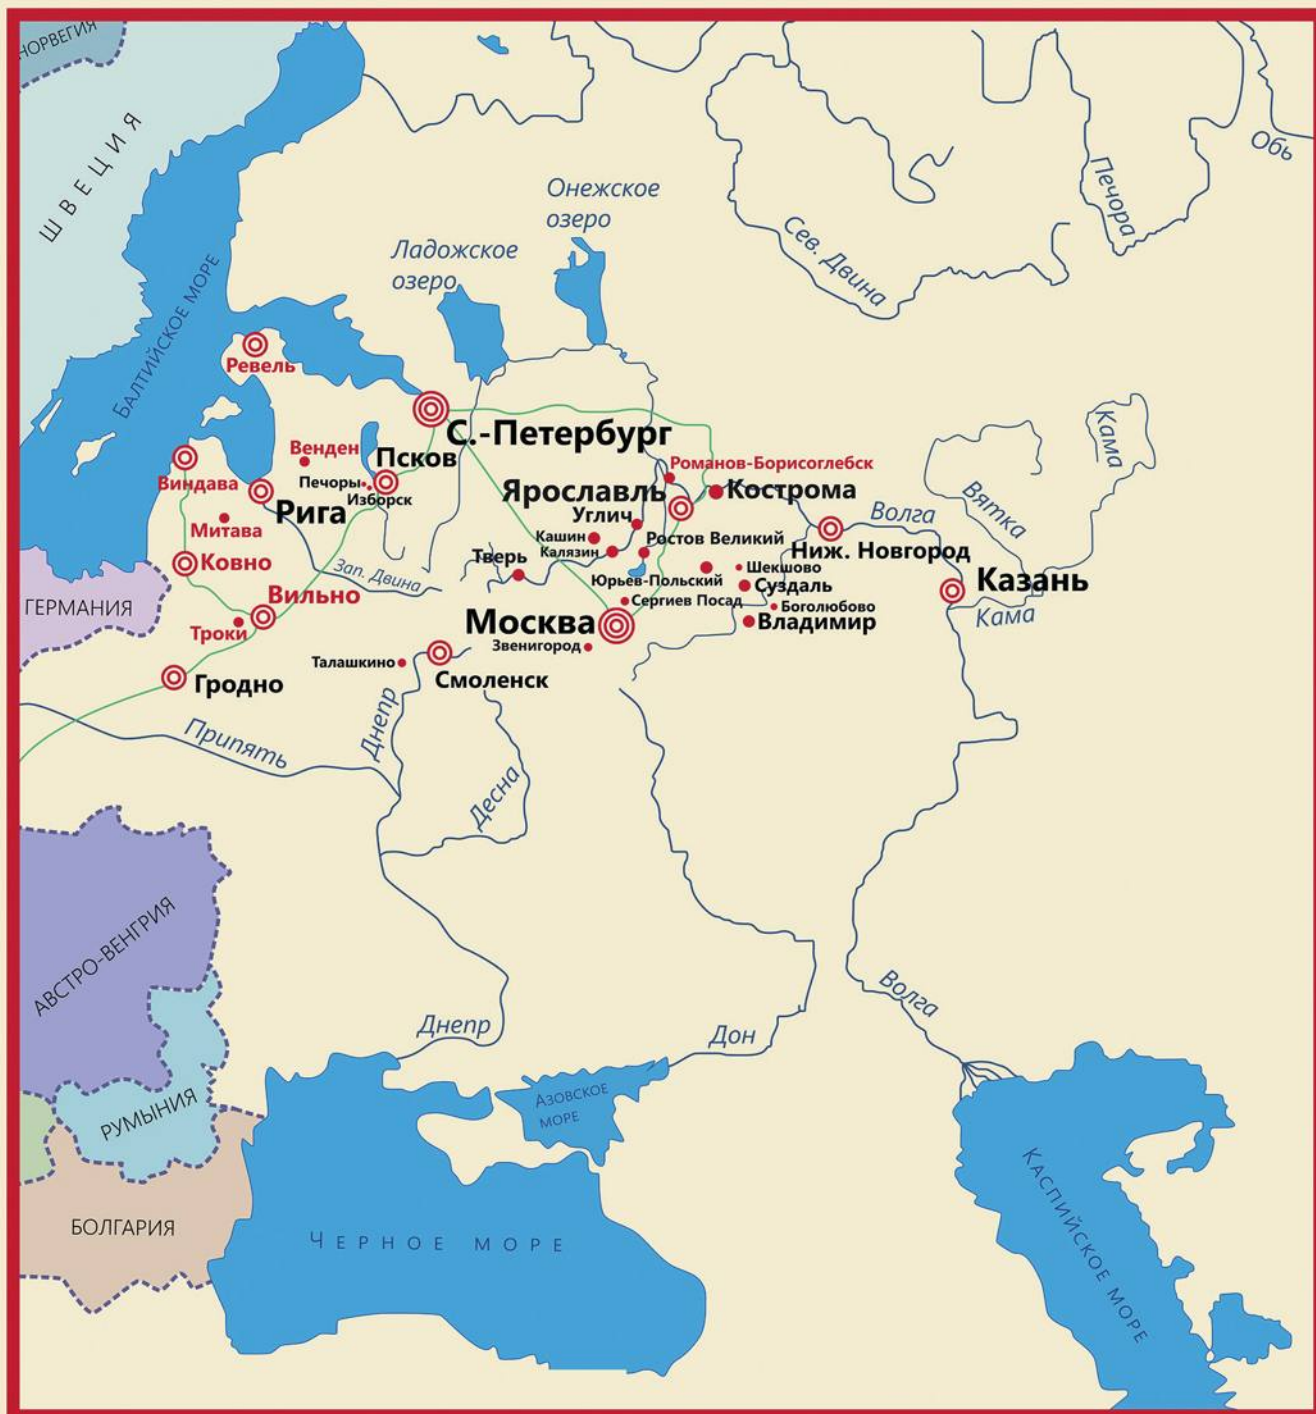 НОРВЕГИЯ
ШВЕЦИЯ
БАЛТИЙСКОЕ МОРЕ
Онежское
озеро
Ладожское
озеро
Сев. Двина
Печора
Обь
Ревель
С.-Петербург
Венден
Псков
Печоры
Изборск
Виндава
Рига
Митава
Ковно
Зап. Двина
Вильно
Троки
Гродно
ГЕРМАНИЯ
Романов-Борисоглебск
Ярославль
Кострома
Углич
Кашин
Калязин
Ростов Великий
Тверь
Юрьев-Польский
Шекшово
Суздаль
Сергиев Посад
Боголюбово
Москва
Владимир
Звенигород
Волга
Ниж. Новгород
Вятка
Кама
Казань
Кама
Талашкино
Смоленск
Днепр
Припять
Десна
АВСТРО-ВЕНГРИЯ
Днепр
Дон
Волга
РУМЫНИЯ
АЗОВСКОЕ
МОРЕ
БОЛГАРИЯ
ЧЕРНОЕ МОРЕ
КАСПИЙСКОЕ МОРЕ